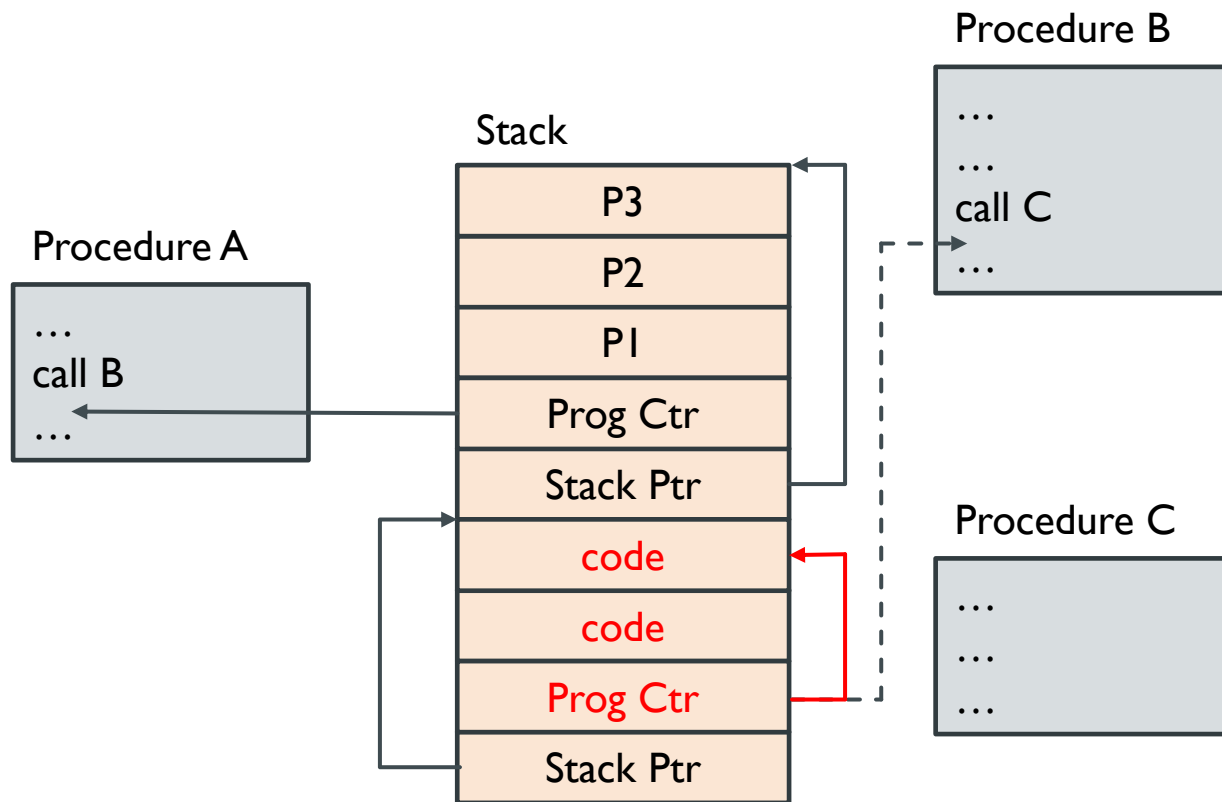 Procedure A
…
call B
…
Stack
P3
P2
P1
Prog Ctr
Stack Ptr
code
code
Prog Ctr
Stack Ptr
Procedure B
…
…
call C
…
Procedure C
…
…
…